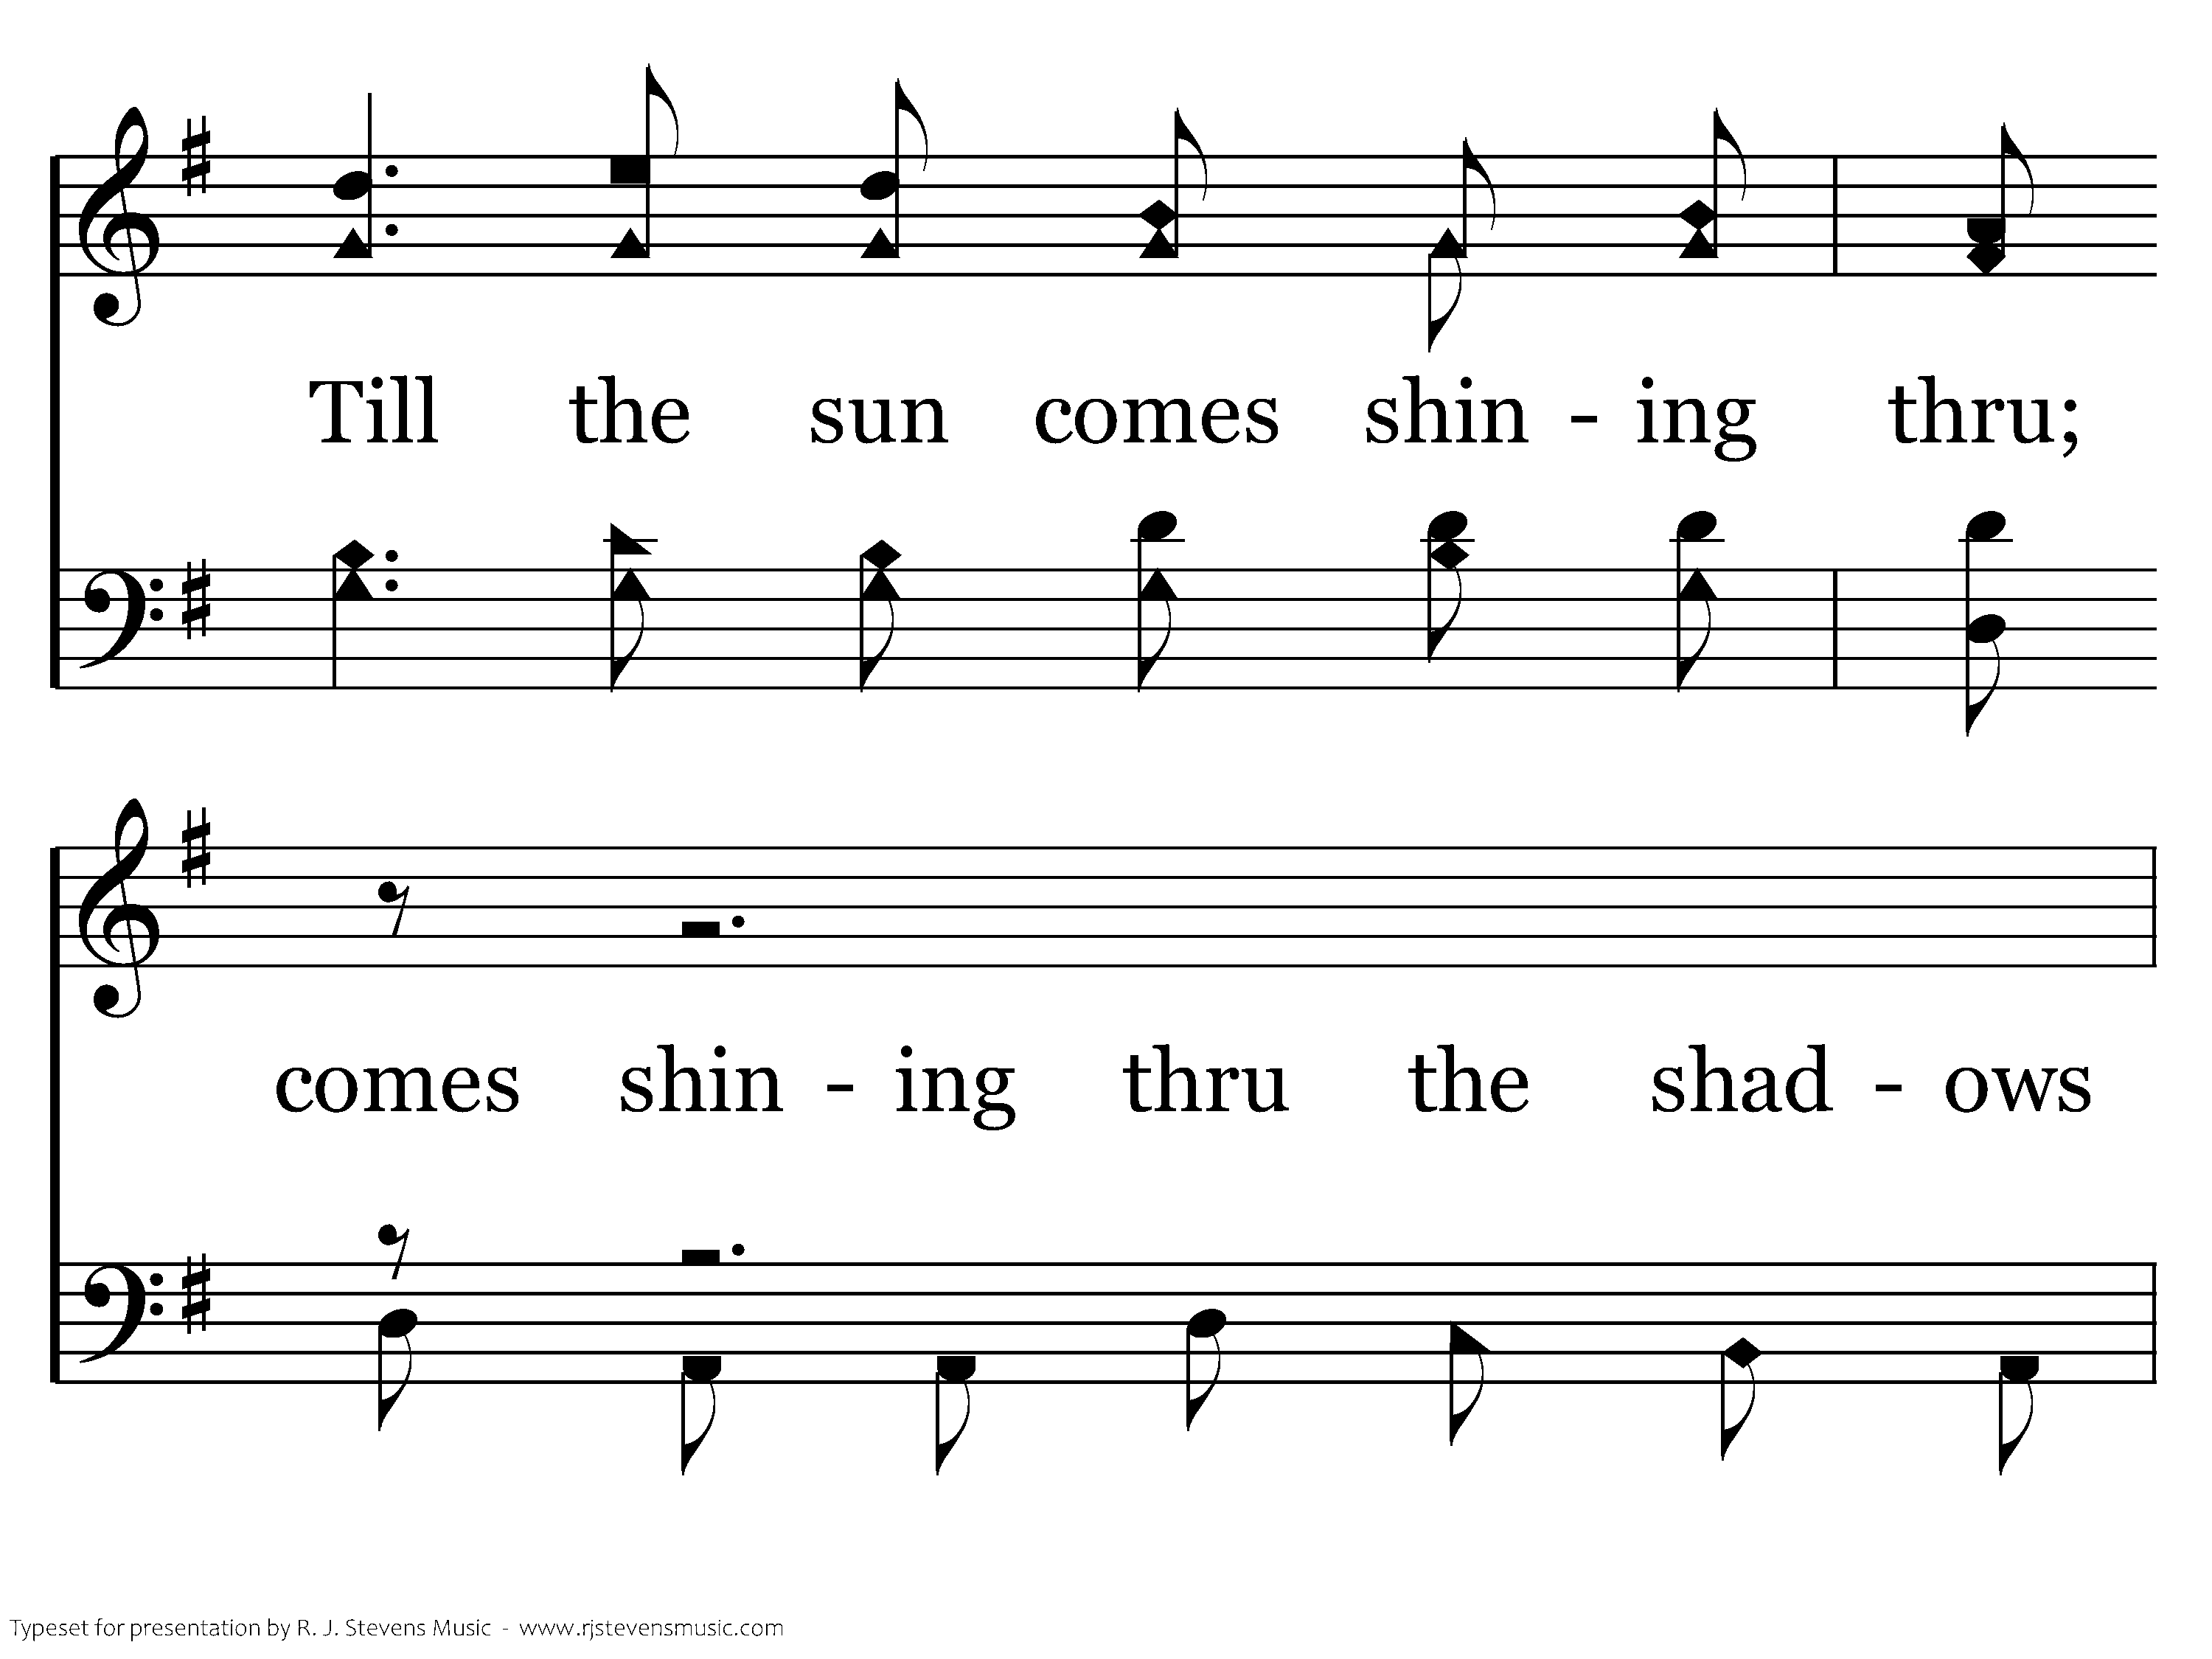 Till the sun comes shin - ing thru;
comes shin - ing thru the shad - ows
Typeset for presentation by R. J. Stevens Music - www.rjstevensmusic.com